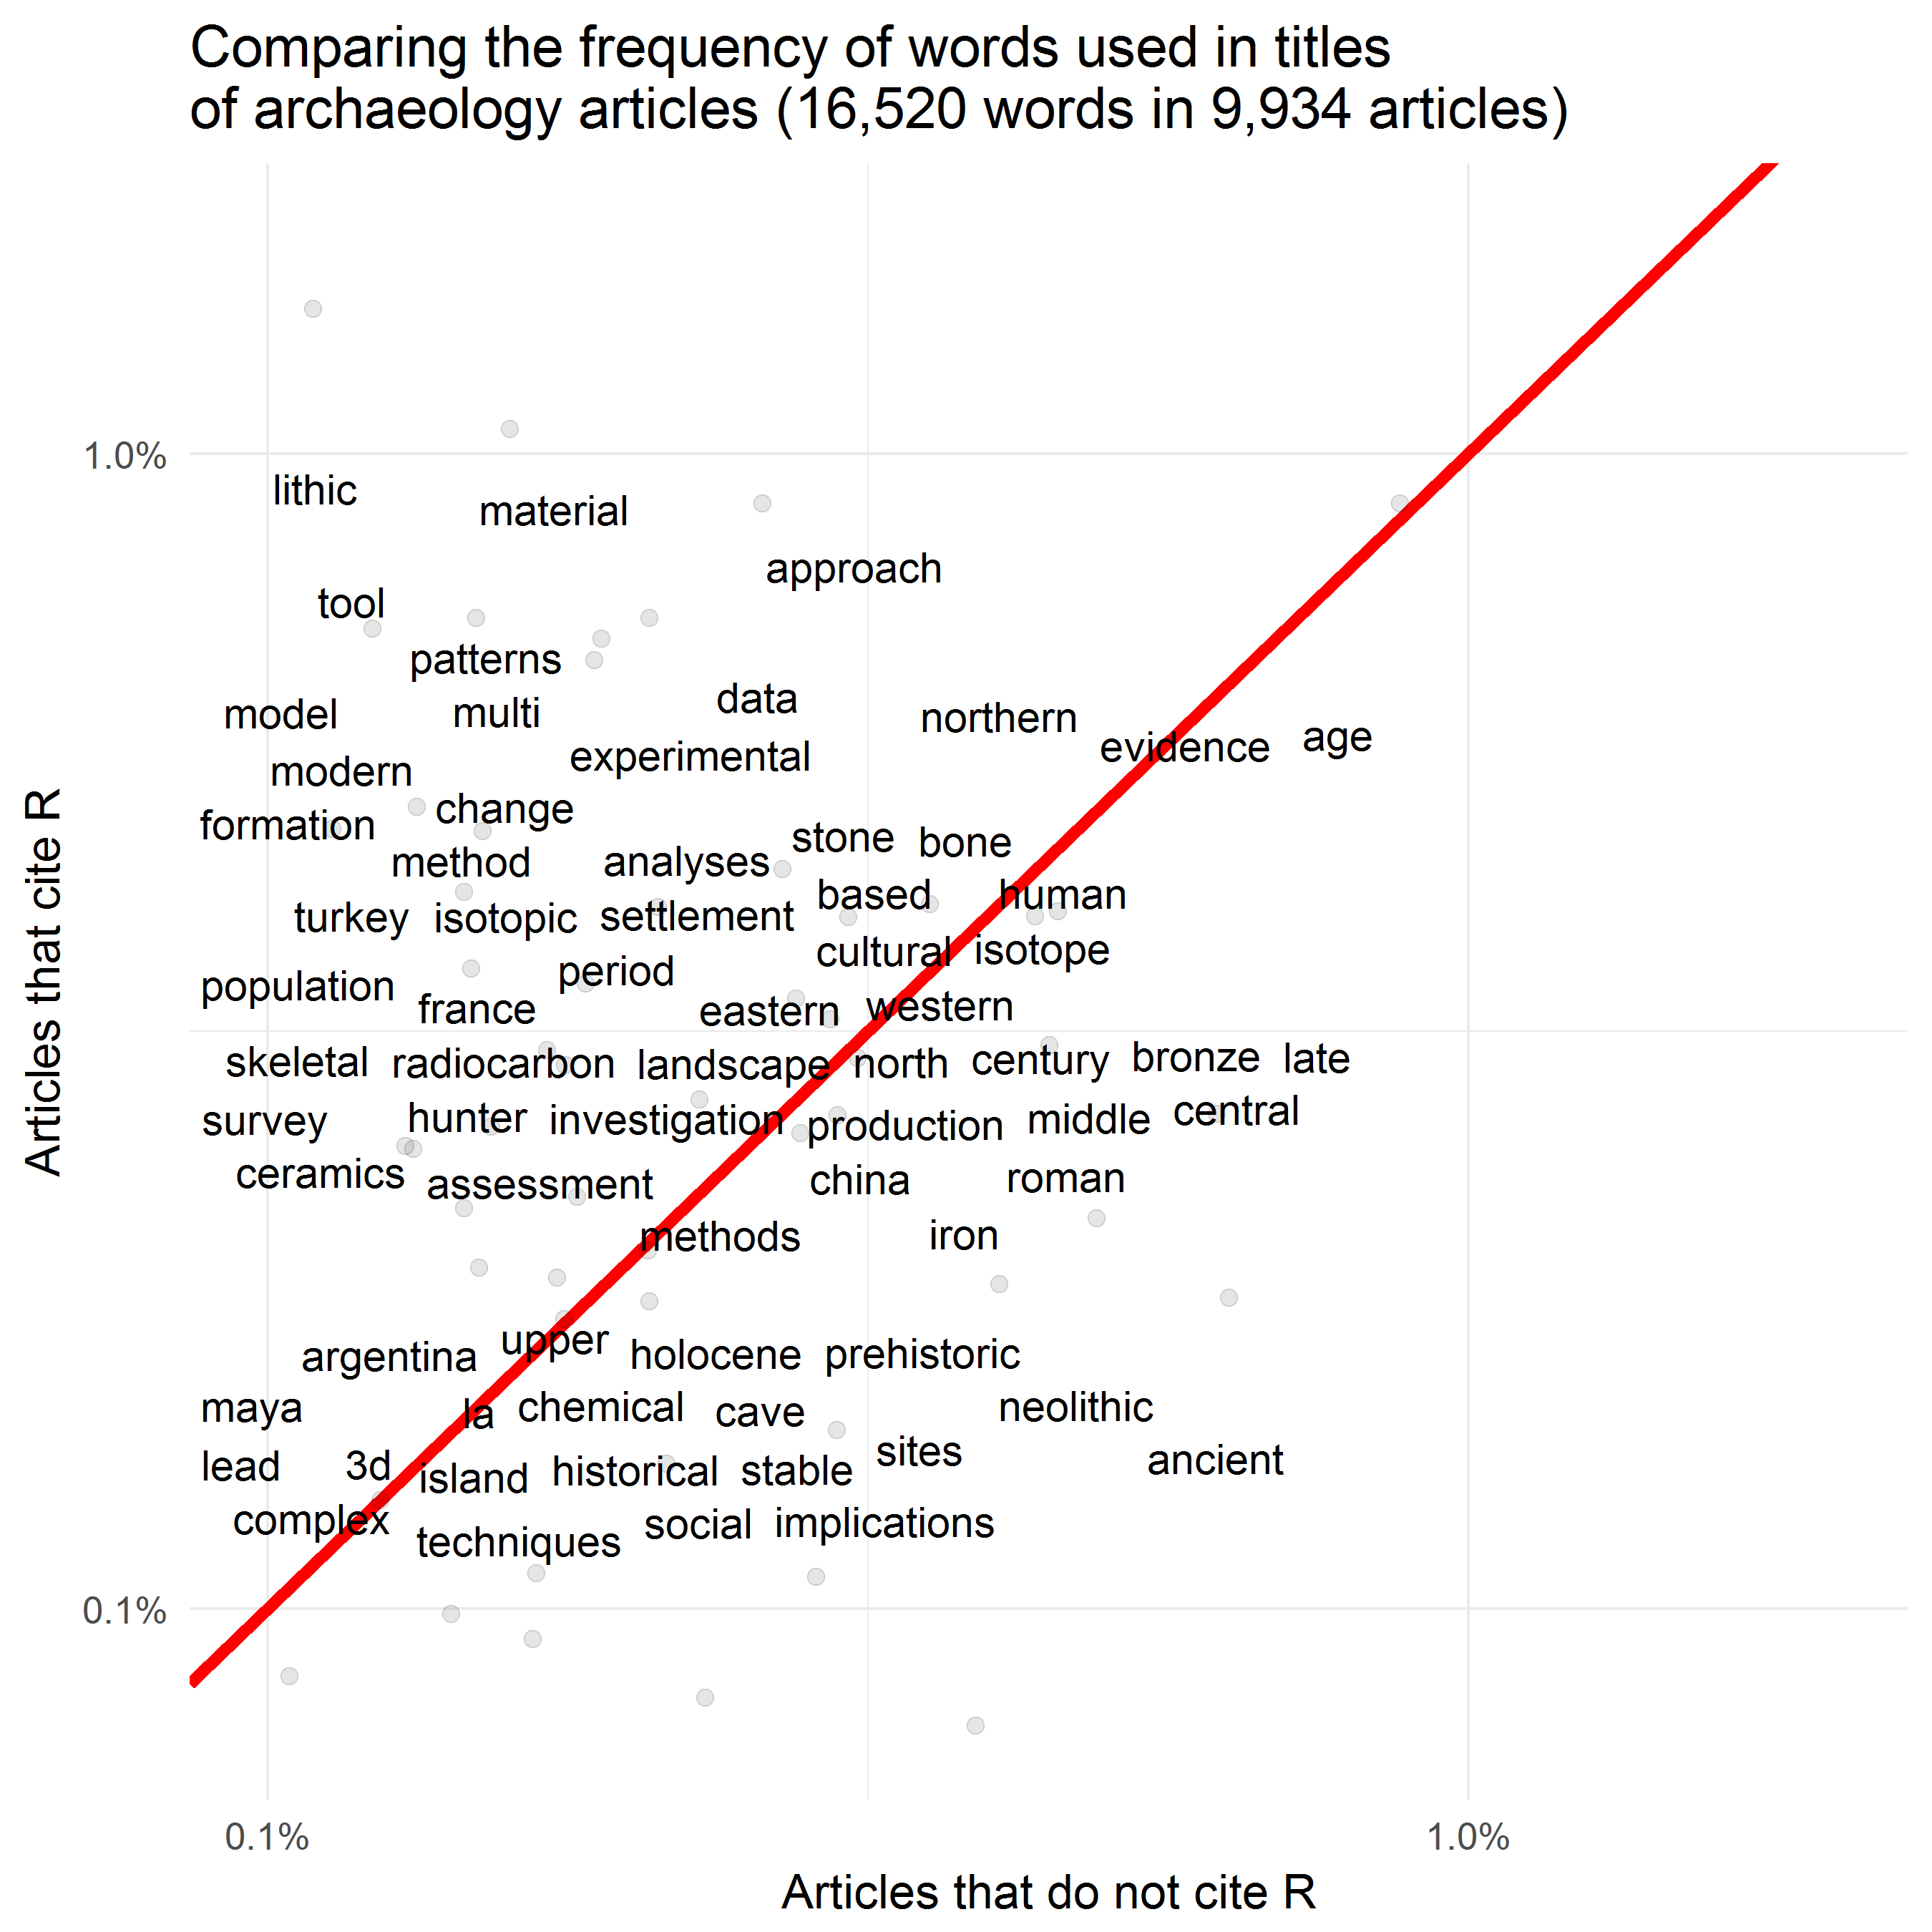 Comparing the frequency of words used in titles
of archaeology articles (16,520 words in 9,934 articles)
Articles that cite R
1.0%
0.1%
lithic
material
approach
tool
patterns
data
model
multi
northern
age
evidence
experimental
modern
change
formation
stone
bone
method
analyses
based
human
turkey
isotopic
settlement
cultural
isotope
period
population
france
eastern
western
skeletal
radiocarbon
landscape
north
century
bronze
late
survey
hunter
investigation
production
middle
central
ceramics
assessment
china
roman
methods
iron
argentina
upper
holocene
prehistoric
maya
la
chemical
cave
neolithic
lead
3d
island
historical
stable
sites
ancient
complex
techniques
social
implications
0.1%
1.0%
Articles that do not cite R